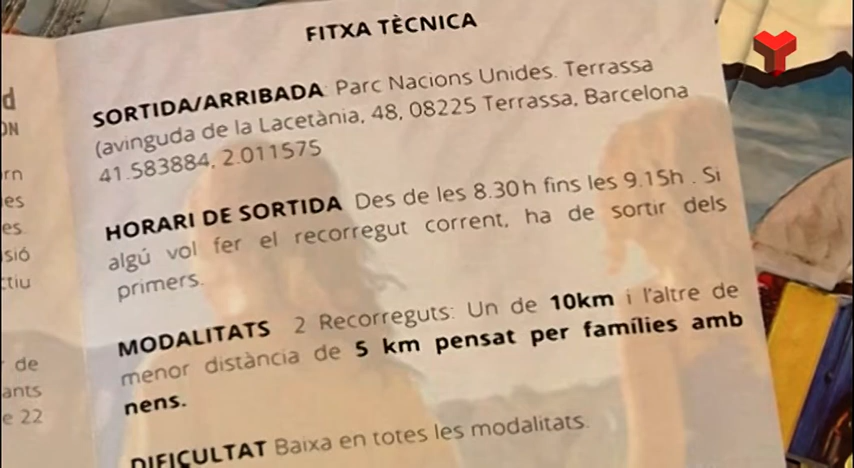 FITXA TÈCNICA
SORTIDA/ARRIBADA: Parc Nacions Unides. Terrassa
(avinguda de la Lacetània, 48, 08225 Terrassa, Barcelona
41.583884, 2.011575
HORARI DE SORTIDA Des de les 8.30h fins les 9.15h . Si
algú vol fer el recorregut corrent, ha de sortir dels
primers.
MODALITATS 2 Recorreguts: Un de 10km i l'altre de
menor distància de 5 km pensat per famílies amb
nens.
DIFICULTAT Baixa en totes les modalitats.
de
e 22